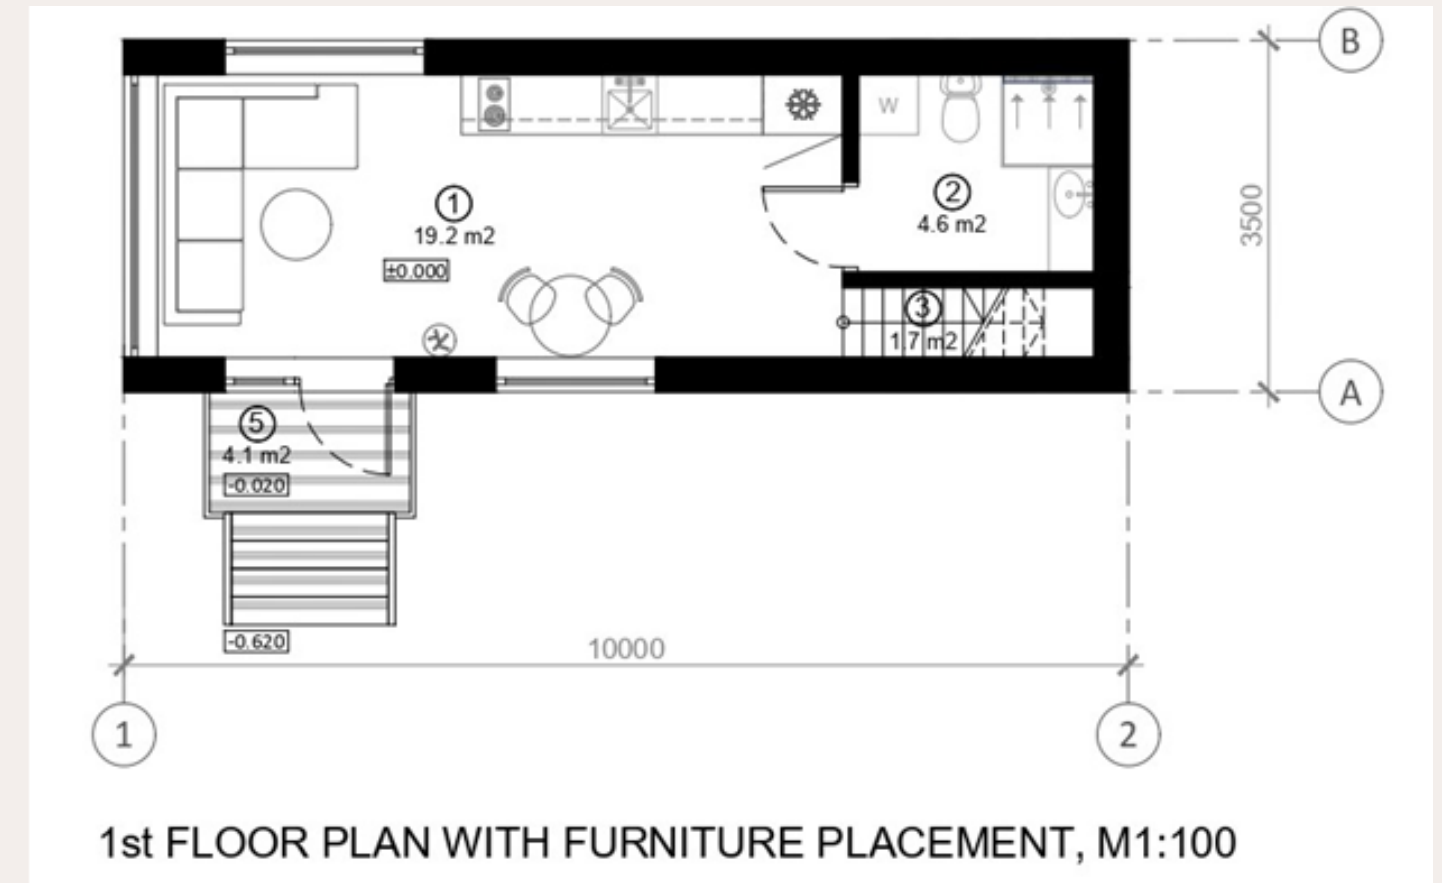 B
W
1
19.2 m2
±0.000
2
4.6 m2
3500
3
1.7 m2
A
5
4.1 m2
-0.020
-0.620
10000
1
2
1st FLOOR PLAN WITH FURNITURE PLACEMENT, M1:100